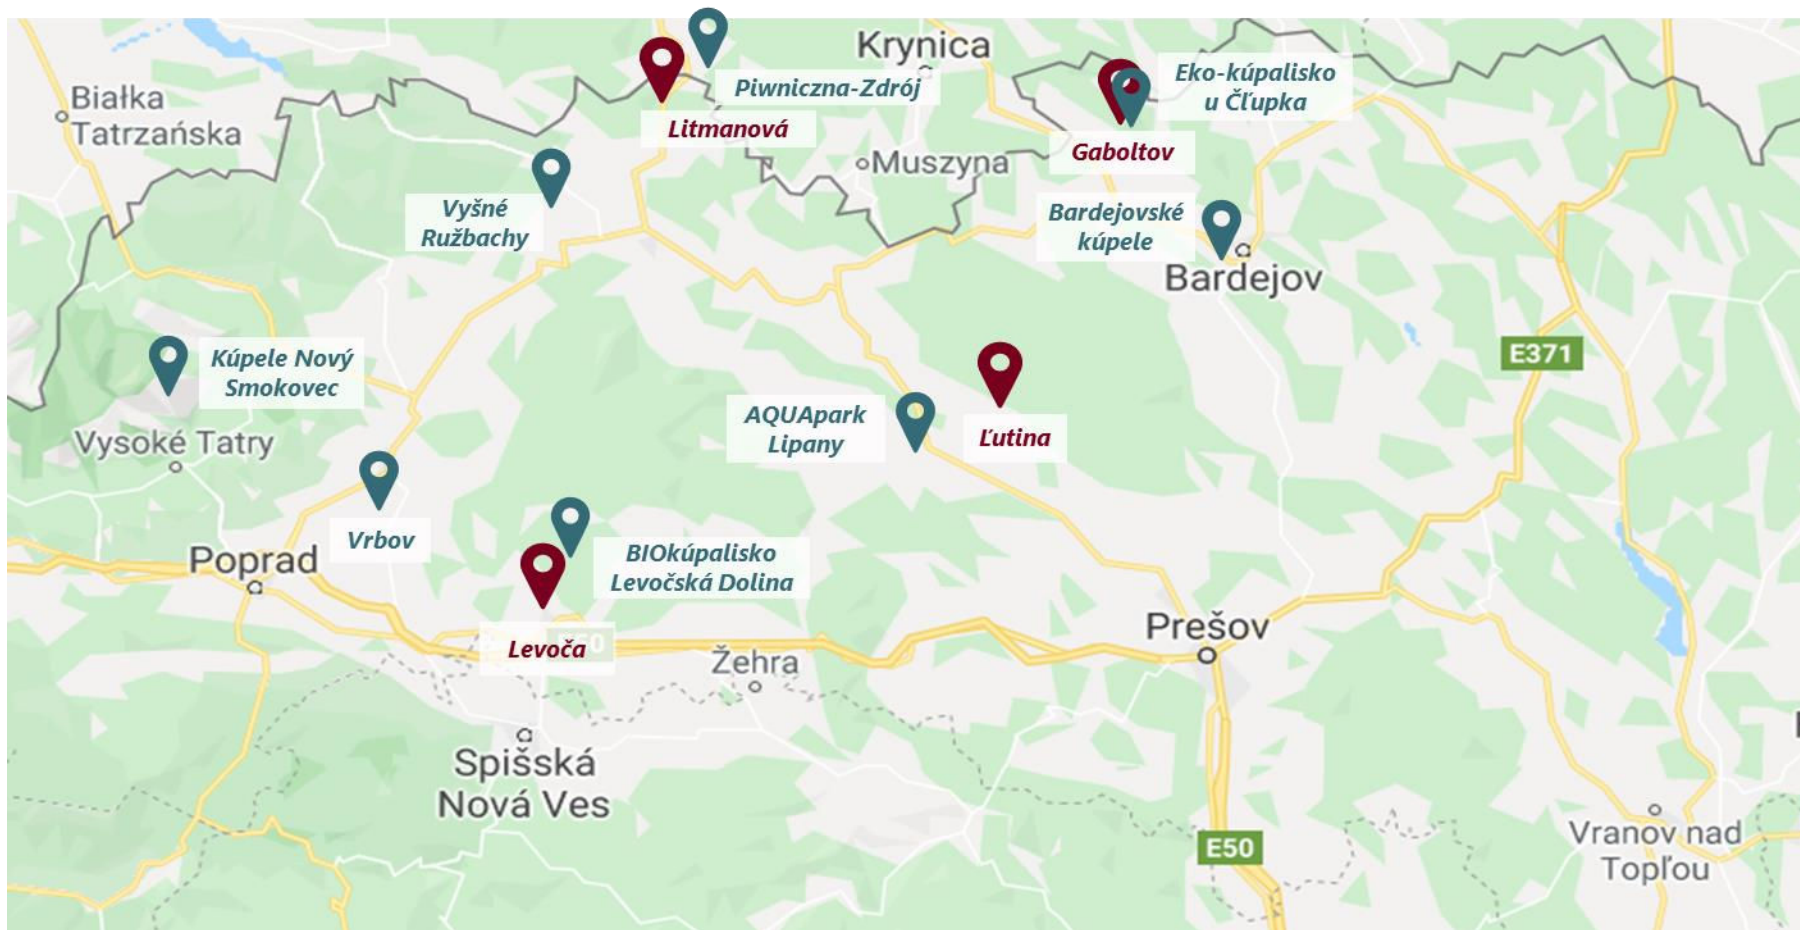 Krynica
Eko-kúpalisko
u Čľupka
Piwniczna-Zdrój
Białka
Tatrzańska
Litmanová
Gaboltov
Muszyna
Vyšné
Ružbachy
Bardejovské
kúpele
Bardejov
Kúpele Nový
Smokovec
E371
AQUApark
Lipany
Ľutina
Vysoké Tatry
Vrbov
Poprad
BIOkúpalisko
Levočská Dolina
Prešov
Levoča
Žehra
Spišská
Nová Ves
E50
Vranov nad
Topľou